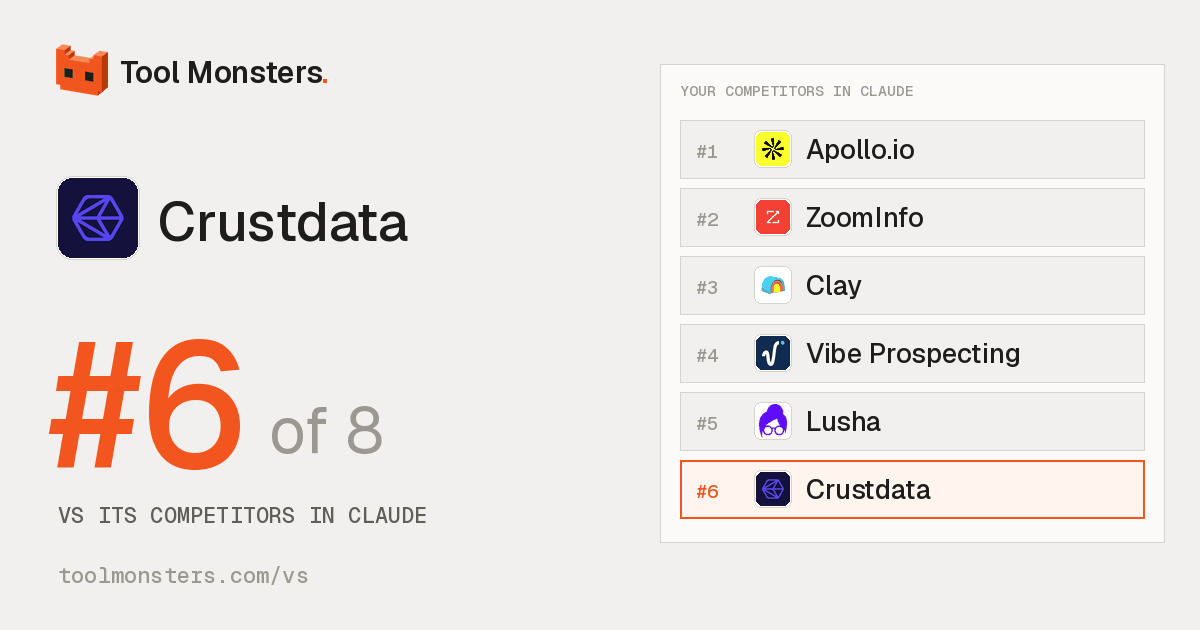 Tool Monsters.
Crustdata
#6 of 8
VS ITS COMPETITORS IN CLAUDE
toolmonsters.com/vs
YOUR COMPETITORS IN CLAUDE
#1 Apollo.io
#2 ZoomInfo
#3 Clay
#4 Vibe Prospecting
#5 Lusha
#6 Crustdata